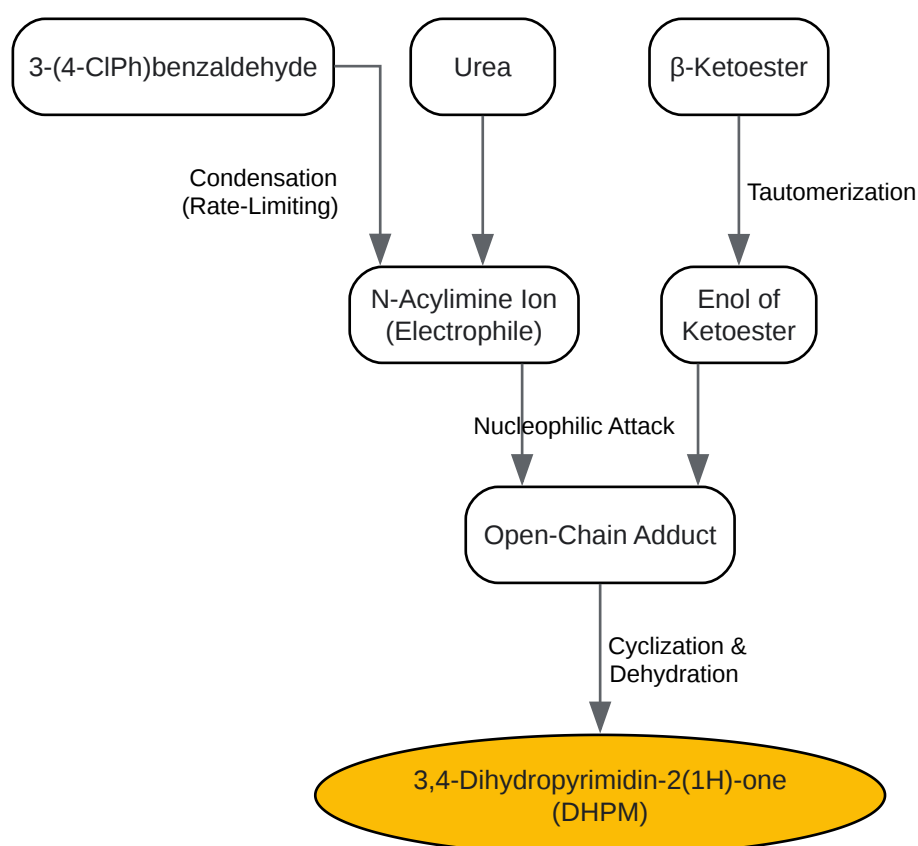 3-(4-ClPh)benzaldehyde
Urea
β-Ketoester
Condensation
(Rate-Limiting)
Tautomerization
N-Acylimine Ion
(Electrophile)
Enol of
Ketoester
Nucleophilic Attack
Open-Chain Adduct
Cyclization &
Dehydration
3,4-Dihydropyrimidin-2(1H)-one
(DHPM)